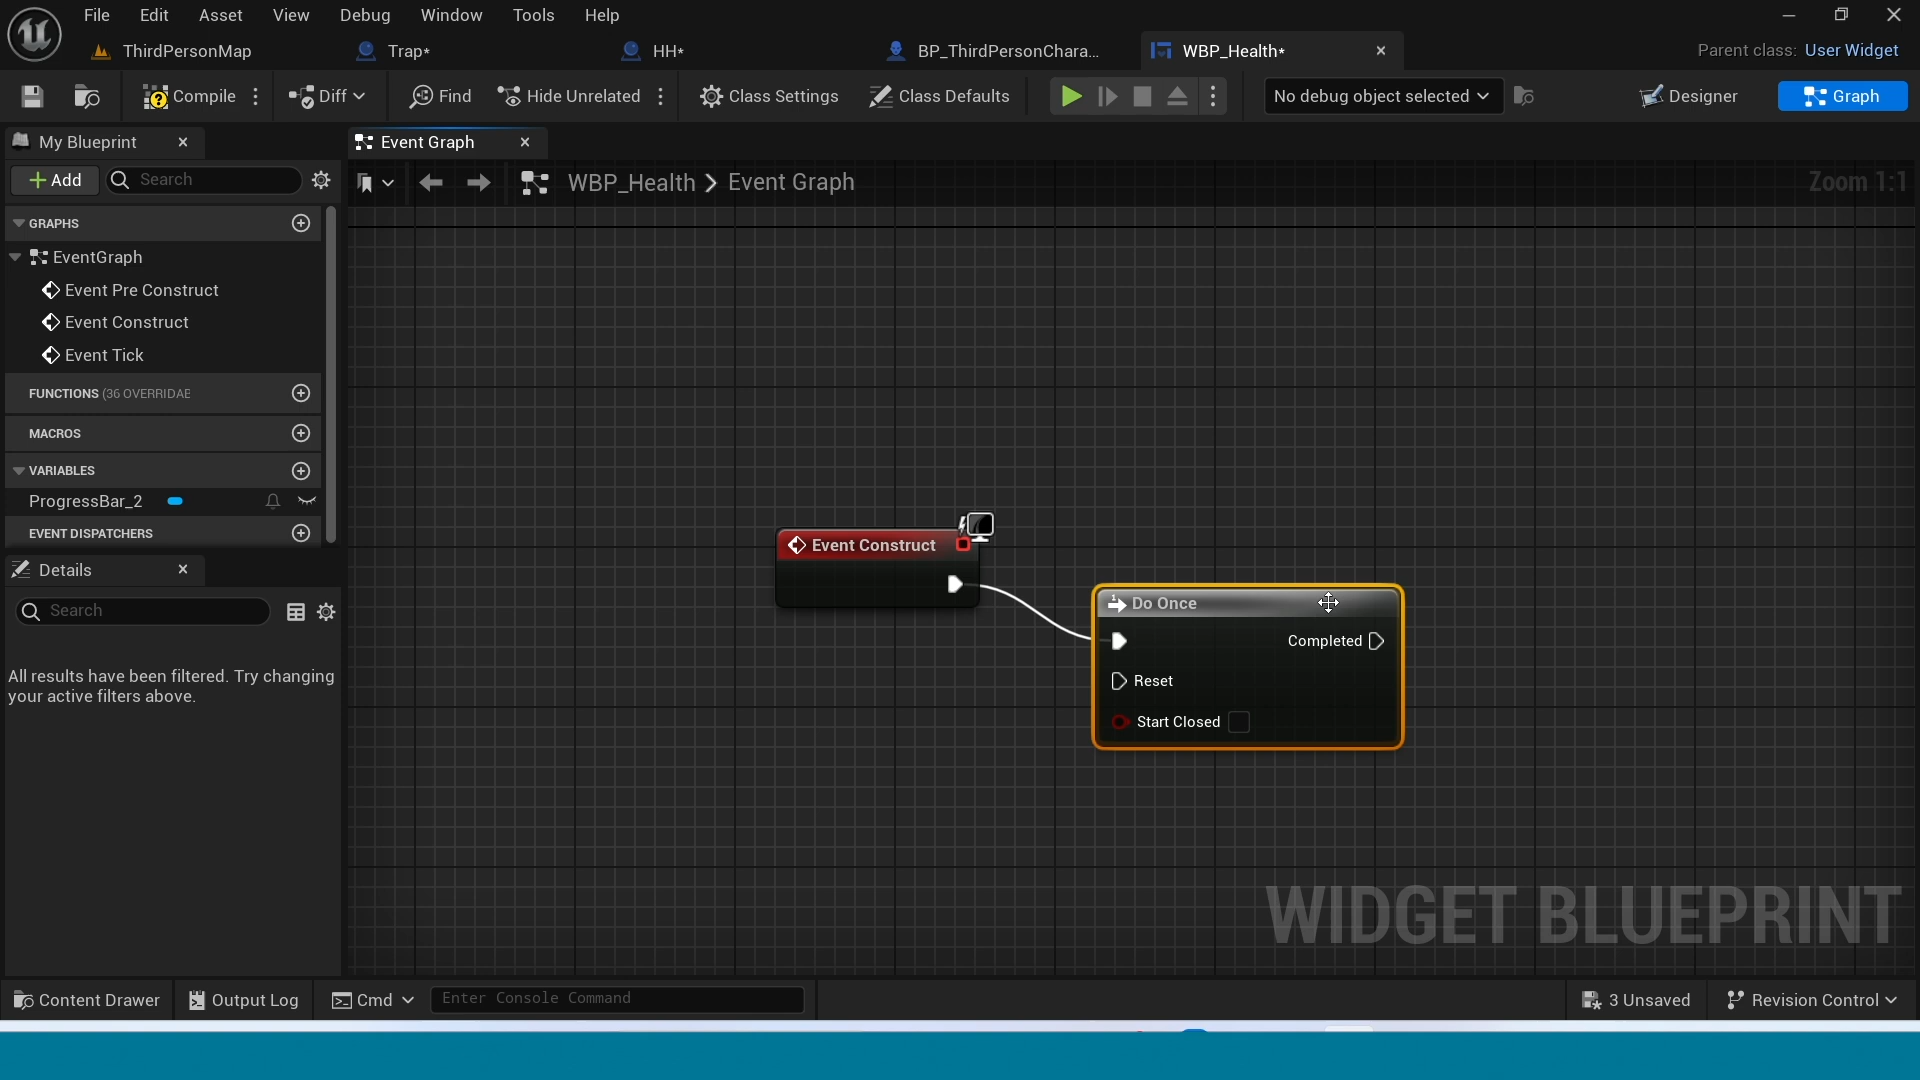 File Edit Asset View Debug Window Tools Help
ThirdPersonMap Trap* HH* BP_ThirdPersonChara... WBP_Health* Parent class: User Widget
Compile Diff Find Hide Unrelated Class Settings Class Defaults No debug object selected Designer Graph
My Blueprint Event Graph
Add Search WBP_Health > Event Graph Zoom 1:1
GRAPHS
EventGraph
Event Pre Construct
Event Construct
Event Tick
FUNCTIONS (36 OVERRIDAE
MACROS
VARIABLES
ProgressBar_2
EVENT DISPATCHERS
Details
Search
All results have been filtered. Try changing
your active filters above.
Event Construct
Do Once
Completed
Reset
Start Closed
WIDGET BLUEPRINT
Content Drawer Output Log Cmd Enter Console Command 3 Unsaved Revision Control